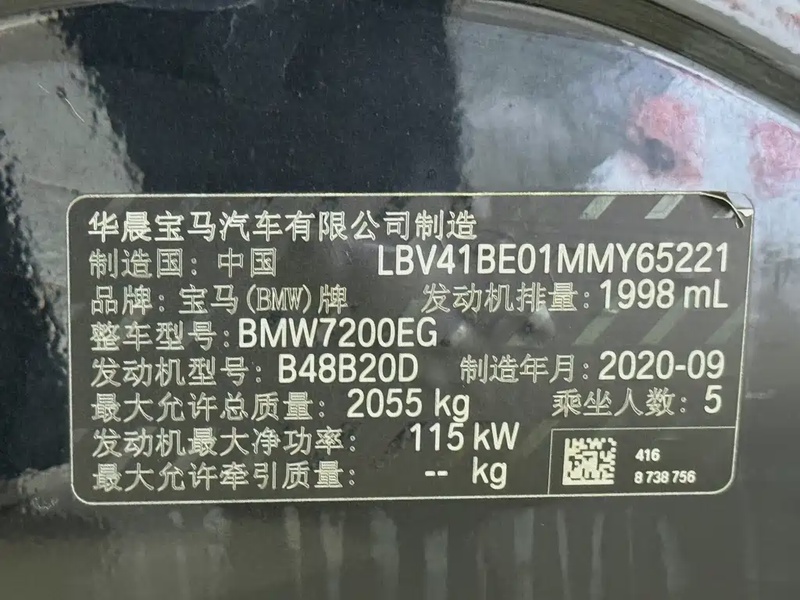 华晨宝马汽车有限公司制造
制造国: 中国 LBV41BE01MMY65221
品牌: 宝马(BMW)牌 发动机排量: 1998 mL
整车型号: BMW7200EG
发动机型号: B48B20D 制造年月: 2020-09
最大允许总质量: 2055 kg 乘坐人数: 5
发动机最大净功率: 115 kW
最大允许牵引质量: -- kg
416
8 738 756